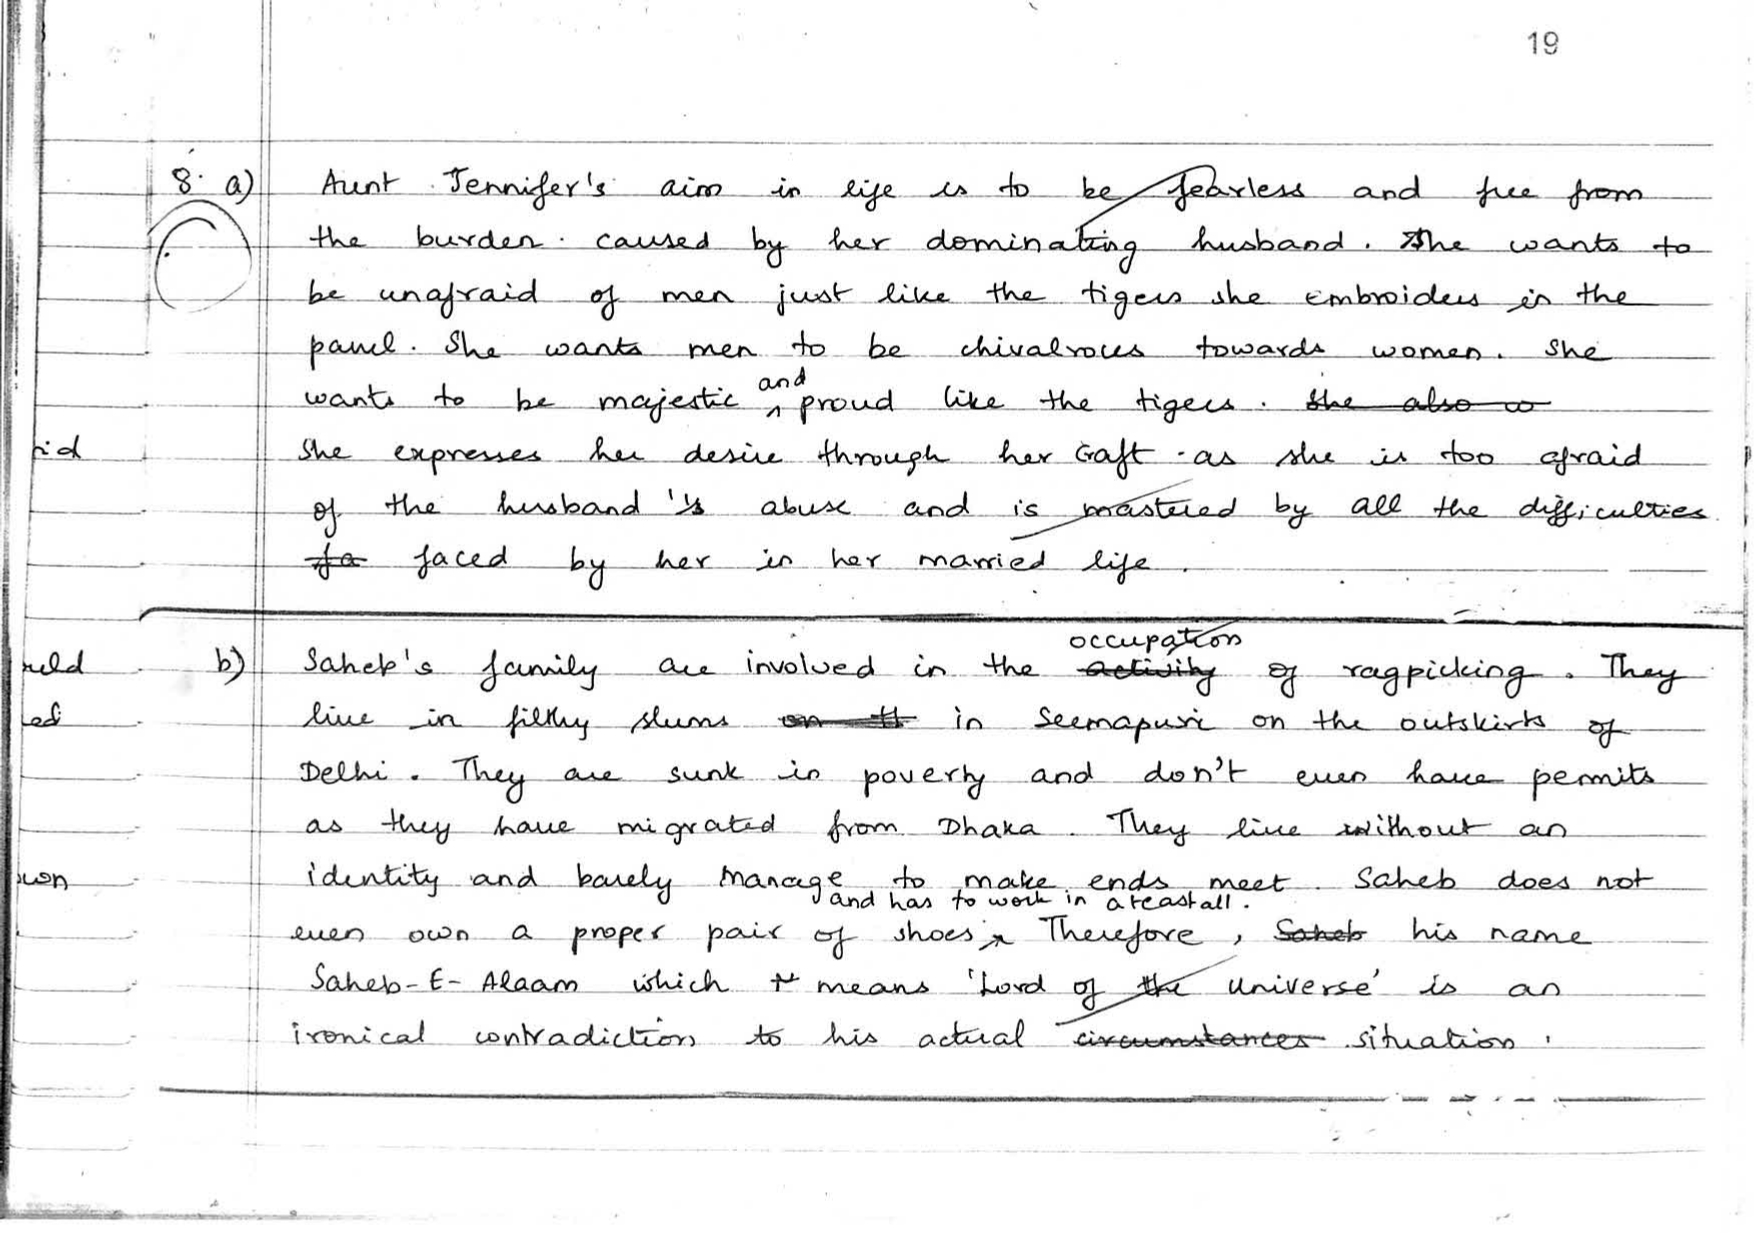 19
8. a) Aunt Jennifer's aim in life is to be fearless and free from
the burden caused by her dominating husband. She wants to
be unafraid of men just like the tigers she embroiders in the
panel. She wants men to be chivalrous towards women. She
wants to be majestic and proud like the tigers. ~~She also w~~
hid
She expresses her desire through her craft as she is too afraid
of the husband's abuse and is mastered by all the difficulties
~~fa~~ faced by her in her married life.
uld
b) Saheb's family are involved in the ~~activity~~ occupation of ragpicking. They
ed
live in filthy slums ~~on tt~~ in Seemapuri on the outskirts of
Delhi. They are sunk in poverty and don't even have permits
as they have migrated from Dhaka. They live without an
identity and barely manage to make ends meet. Saheb does not
even own a proper pair of shoes and has to work in a teastall. Therefore, ~~Saheb~~ his name
Saheb-E-Alaam which means 'Lord of ~~the~~ Universe' is an
ironical contradiction to his actual ~~circumstances~~ situation.